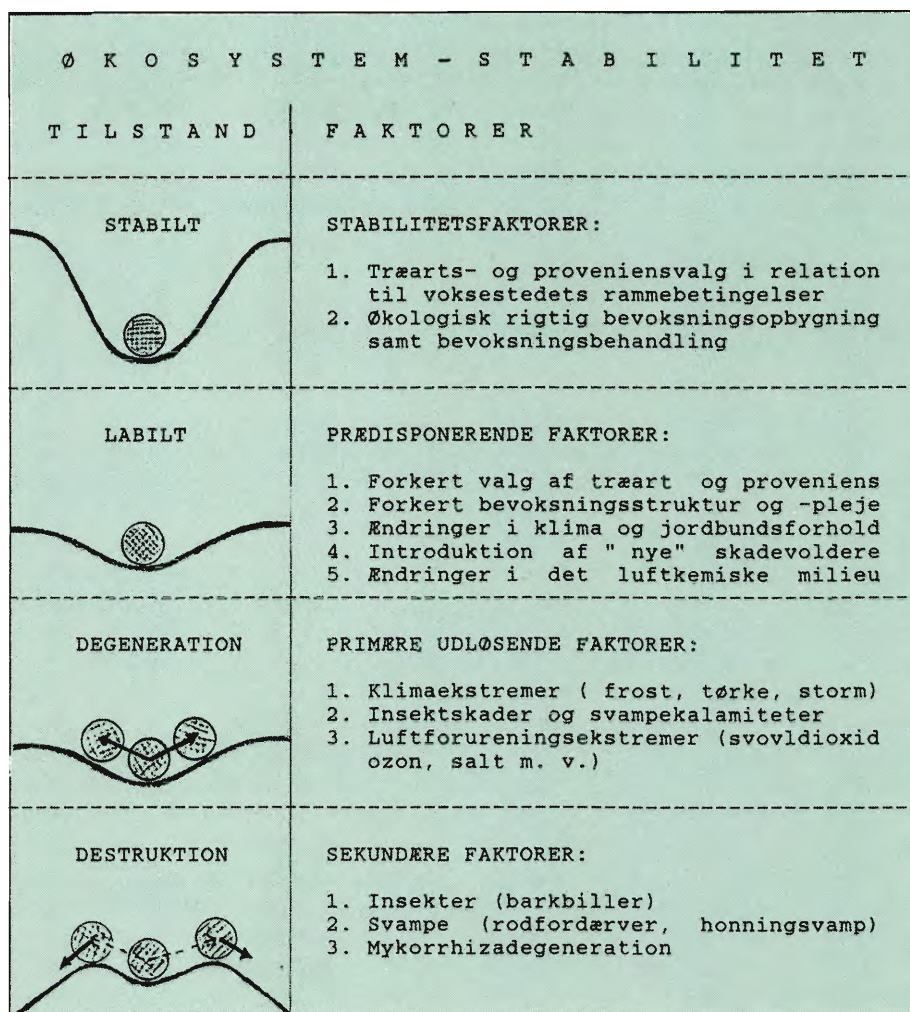 ØKOSYSTEM-STABILITET
TILSTAND
FAKTORER
STABILT
STABILITETSFAKTORER:
1. Træarts- og proveniensvalg i relation
til voksestedets rammebetingelser
2. Økologisk rigtig bevoksningsopbygning
samt bevoksningsbehandling
LABILT
PRÆDISPONERENDE FAKTORER:
1. Forkert valg af træart og proveniens
2. Forkert bevoksningsstruktur og -pleje
3. Ændringer i klima og jordbundsforhold
4. Introduktion af " nye" skadevoldere
5. Ændringer i det luftkemiske milieu
DEGENERATION
PRIMÆRE UDLØSENDE FAKTORER:
1. Klimaekstremer ( frost, tørke, storm)
2. Insektskader og svampekalamiteter
3. Luftforureningsekstremer (svovldioxid
ozon, salt m. v.)
DESTRUKTION
SEKUNDÆRE FAKTORER:
1. Insekter (barkbiller)
2. Svampe (rodfordærver, honningsvamp)
3. Mykorrhizadegeneration